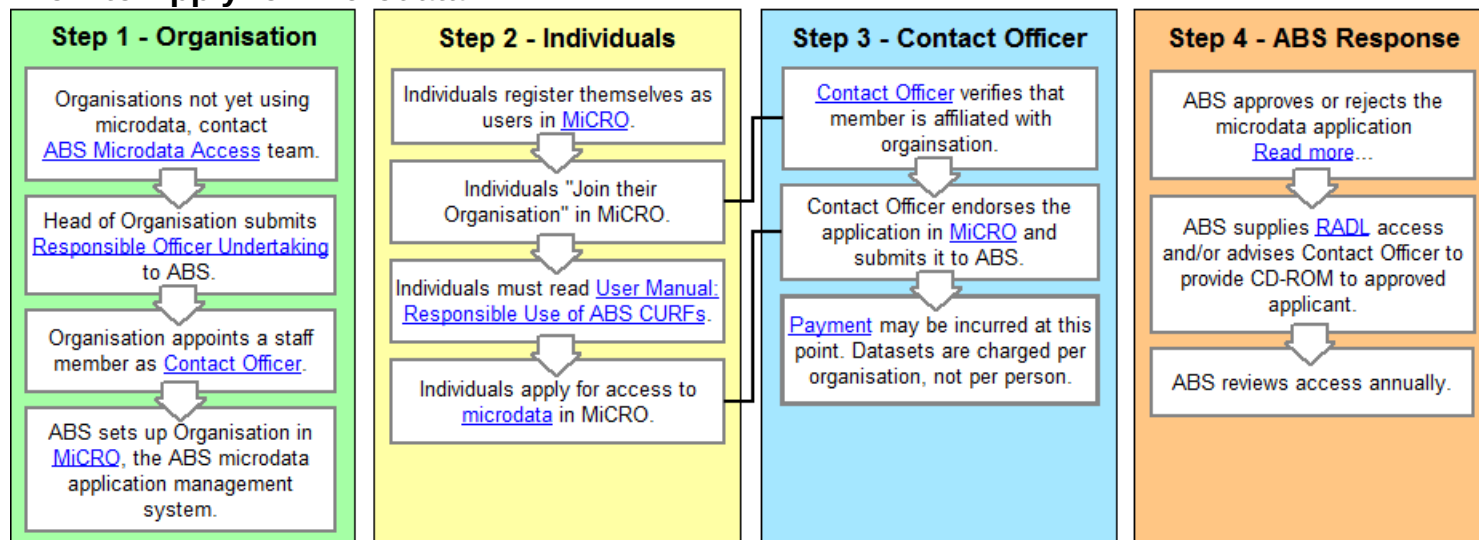 Step 1 - Organisation
Organisations not yet using
microdata, contact
ABS Microdata Access team.
Head of Organisation submits
Responsible Officer Undertaking
to ABS.
Organisation appoints a staff
member as Contact Officer.
ABS sets up Organisation in
MiCRO, the ABS microdata
application management
system.
Step 2 - Individuals
Individuals register themselves as
users in MiCRO.
Individuals "Join their
Organisation" in MiCRO.
Individuals must read User Manual:
Responsible Use of ABS CURFs.
Individuals apply for access to
microdata in MiCRO.
Step 3 - Contact Officer
Contact Officer verifies that
member is affiliated with
orgainsation.
Contact Officer endorses the
application in MiCRO and
submits it to ABS.
Payment may be incurred at this
point. Datasets are charged per
organisation, not per person.
Step 4 - ABS Response
ABS approves or rejects the
microdata application
Read more...
ABS supplies RADL access
and/or advises Contact Officer to
provide CD-ROM to approved
applicant.
ABS reviews access annually.